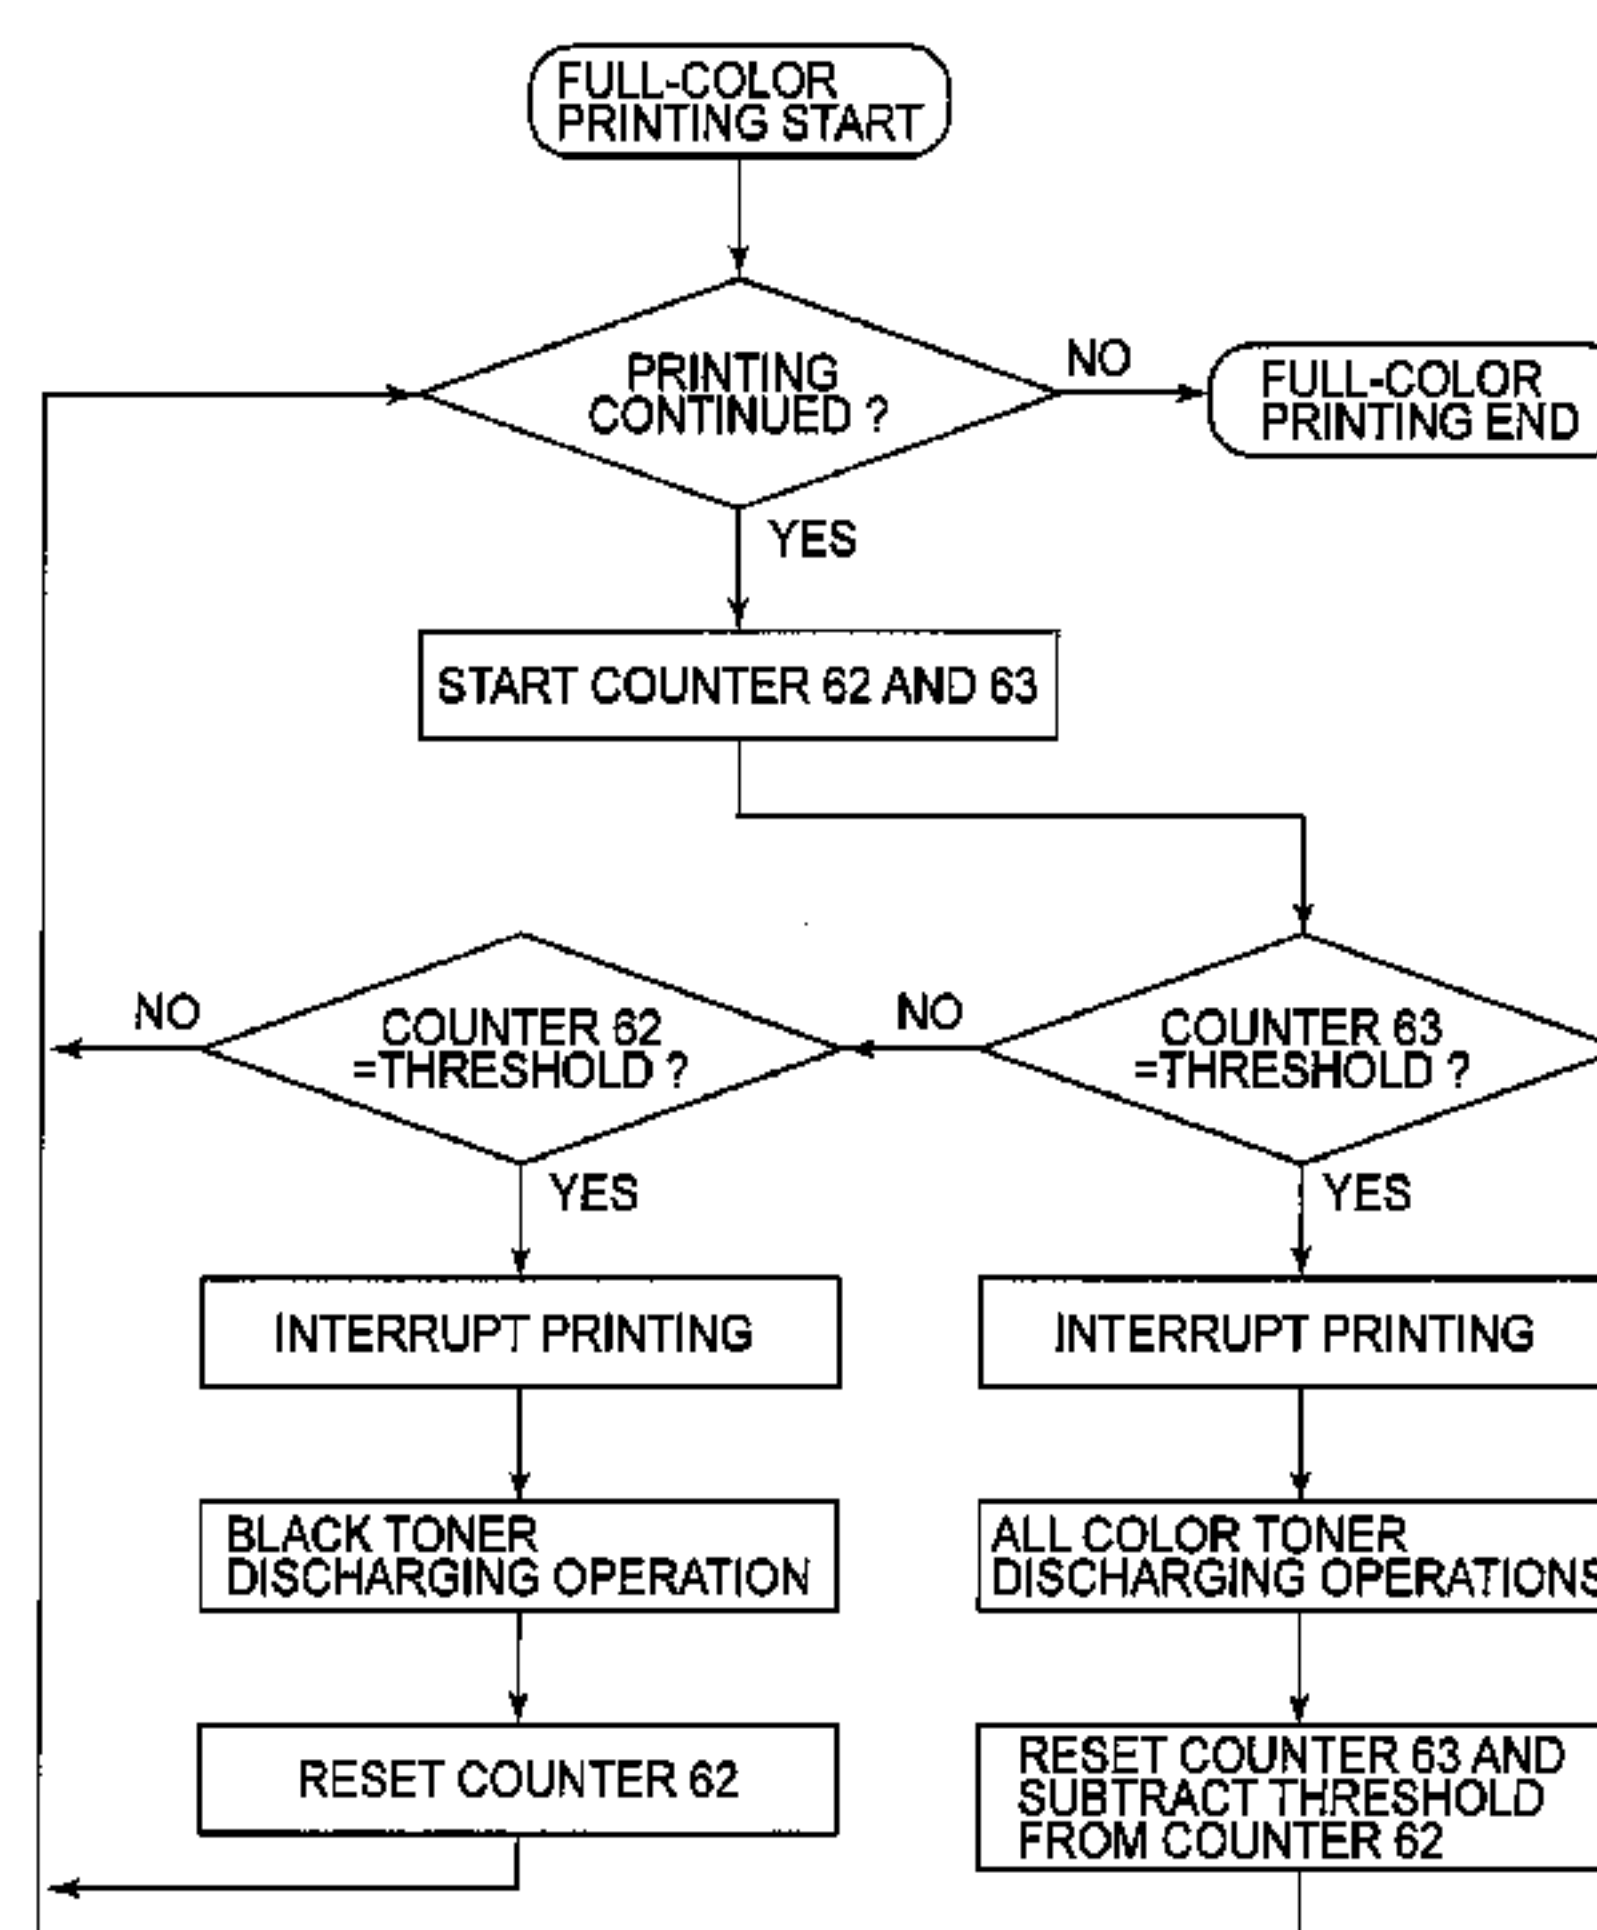 FULL-COLOR
PRINTING START
PRINTING
CONTINUED ?
NO
FULL-COLOR
PRINTING END
YES
START COUNTER 62 AND 63
NO
COUNTER 62
=THRESHOLD ?
NO
COUNTER 63
=THRESHOLD ?
YES
YES
INTERRUPT PRINTING
INTERRUPT PRINTING
BLACK TONER
DISCHARGING OPERATION
ALL COLOR TONER
DISCHARGING OPERATIONS
RESET COUNTER 62
RESET COUNTER 63 AND
SUBTRACT THRESHOLD
FROM COUNTER 62